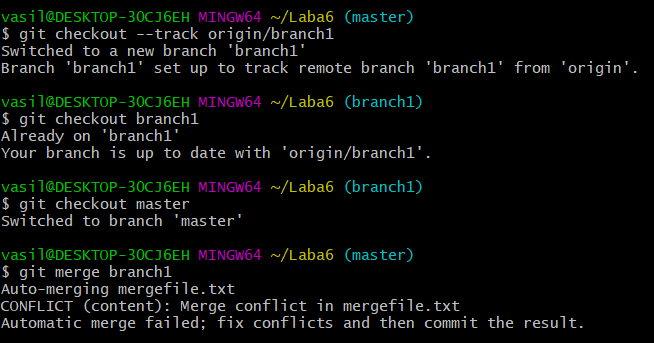 vasil@DESKTOP-3OCJ6EH MINGW64 ~/Laba6 (master)
$ git checkout --track origin/branch1
Switched to a new branch 'branch1'
Branch 'branch1' set up to track remote branch 'branch1' from 'origin'.
vasil@DESKTOP-3OCJ6EH MINGW64 ~/Laba6 (branch1)
$ git checkout branch1
Already on 'branch1'
Your branch is up to date with 'origin/branch1'.
vasil@DESKTOP-3OCJ6EH MINGW64 ~/Laba6 (branch1)
$ git checkout master
Switched to branch 'master'
vasil@DESKTOP-3OCJ6EH MINGW64 ~/Laba6 (master)
$ git merge branch1
Auto-merging mergefile.txt
CONFLICT (content): Merge conflict in mergefile.txt
Automatic merge failed; fix conflicts and then commit the result.